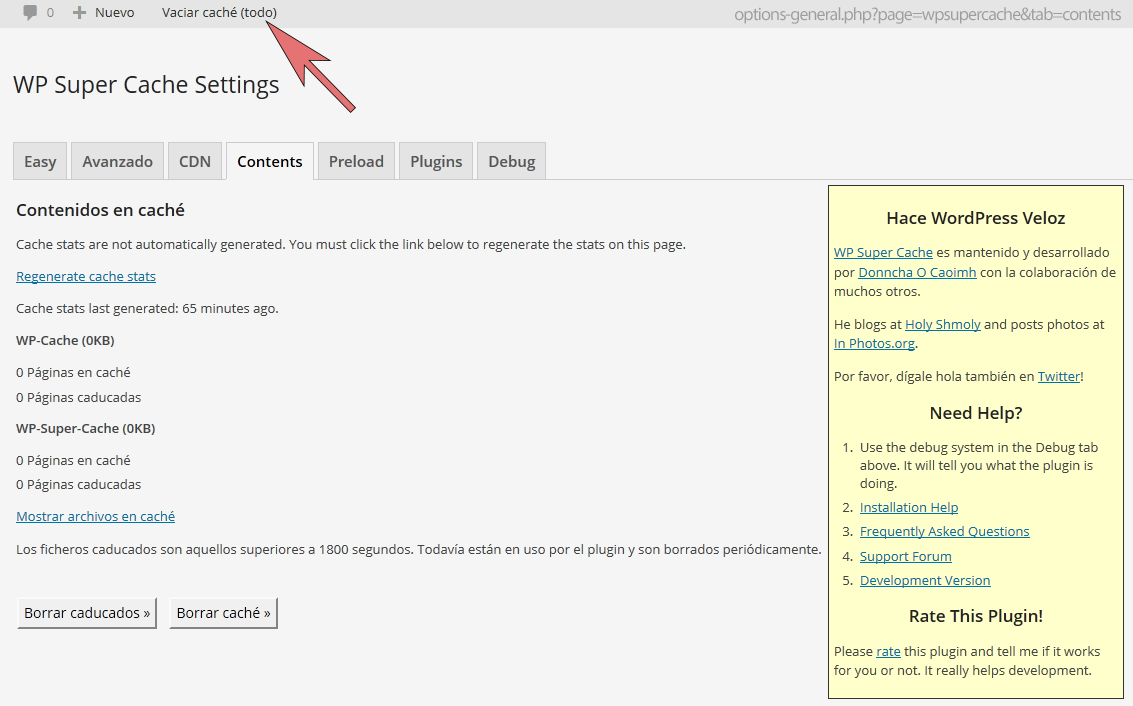 0 Nuevo Vaciar caché (todo) options-general.php?page=wpsupercache&tab=contents
WP Super Cache Settings
Easy Avanzado CDN Contents Preload Plugins Debug
Contenidos en caché
Cache stats are not automatically generated. You must click the link below to regenerate the stats on this page.
Regenerate cache stats
Cache stats last generated: 65 minutes ago.
WP-Cache (0KB)
0 Páginas en caché
0 Páginas caducadas
WP-Super-Cache (0KB)
0 Páginas en caché
0 Páginas caducadas
Mostrar archivos en caché
Los ficheros caducados son aquellos superiores a 1800 segundos. Todavía están en uso por el plugin y son borrados periódicamente.
Borrar caducados » Borrar caché »
Hace WordPress Veloz
WP Super Cache es mantenido y desarrollado
por Donncha O Caoimh con la colaboración de
muchos otros.
He blogs at Holy Shmoly and posts photos at
In Photos.org.
Por favor, dígale hola también en Twitter!
Need Help?
1. Use the debug system in the Debug tab
above. It will tell you what the plugin is
doing.
2. Installation Help
3. Frequently Asked Questions
4. Support Forum
5. Development Version
Rate This Plugin!
Please rate this plugin and tell me if it works
for you or not. It really helps development.